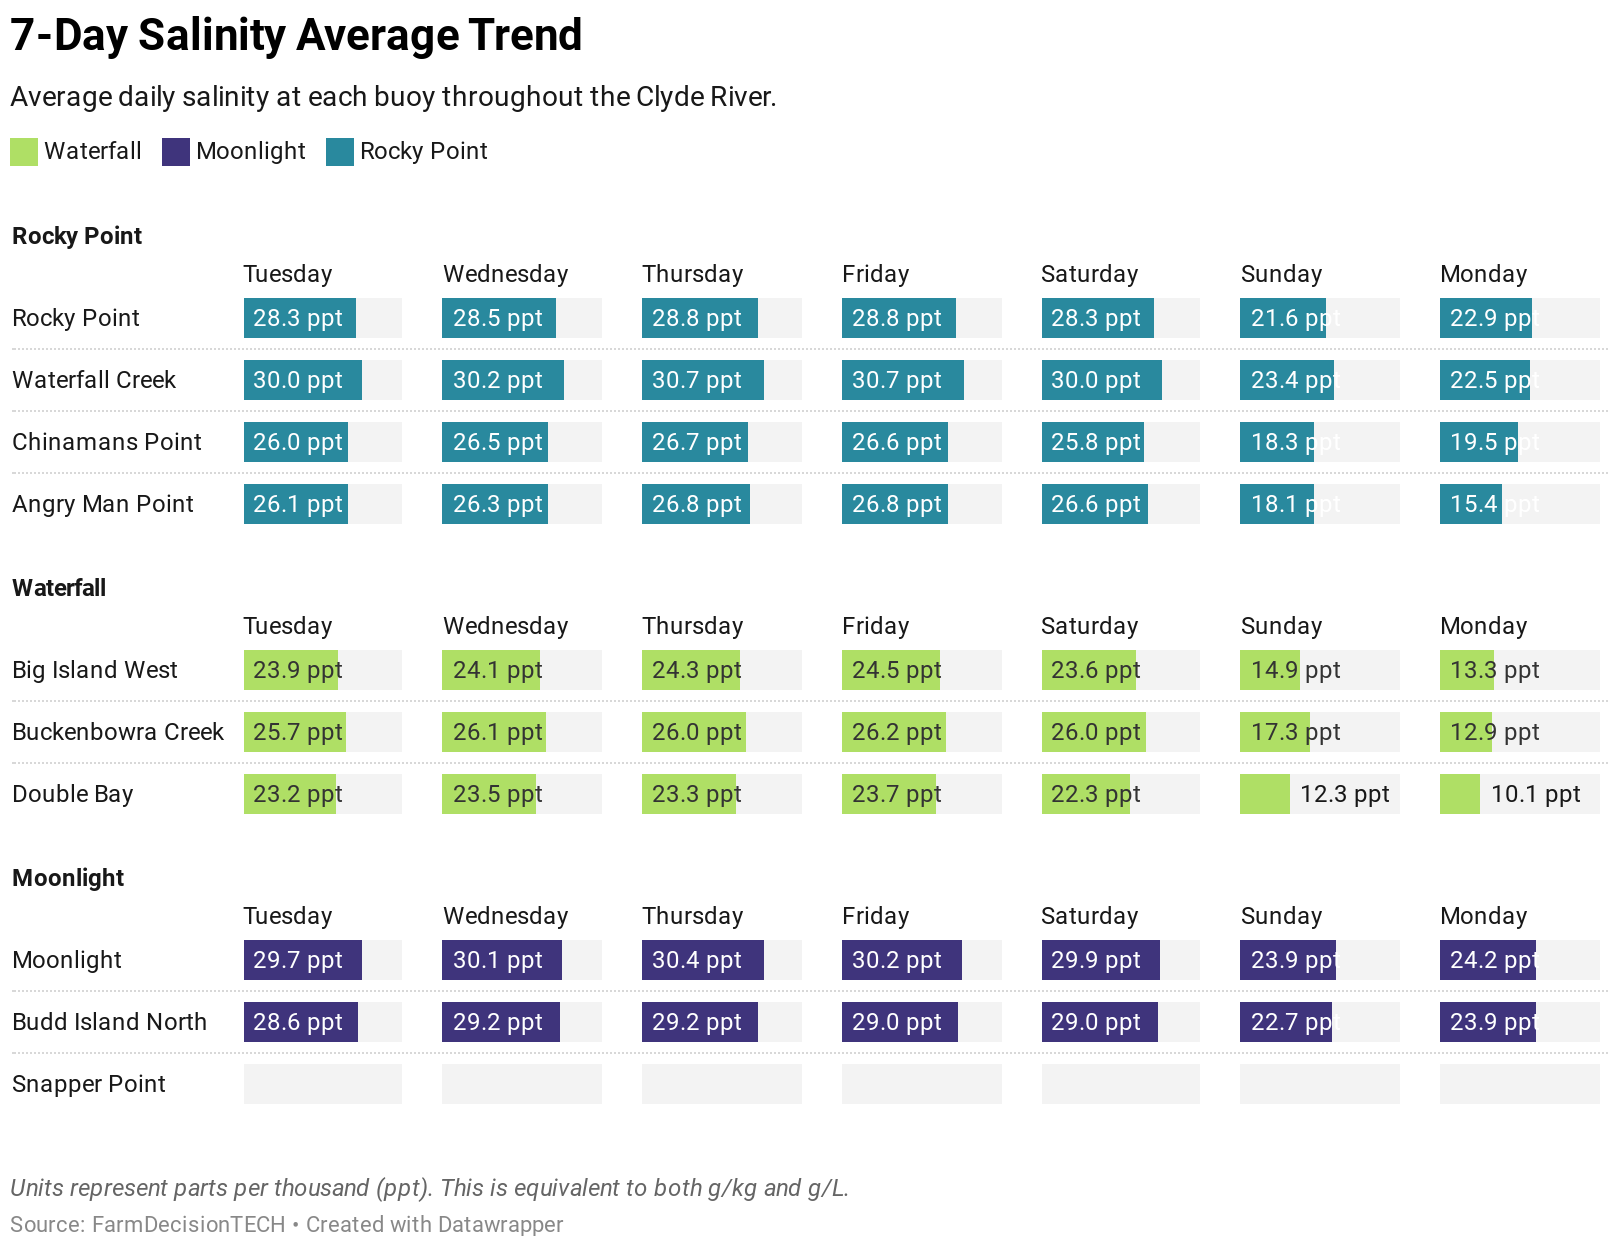 7-Day Salinity Average Trend
Average daily salinity at each buoy throughout the Clyde River.
Waterfall Moonlight Rocky Point
Rocky Point
Tuesday Wednesday Thursday Friday Saturday Sunday Monday
Rocky Point 28.3 ppt 28.5 ppt 28.8 ppt 28.8 ppt 28.3 ppt 21.6 ppt 22.9 ppt
Waterfall Creek 30.0 ppt 30.2 ppt 30.7 ppt 30.7 ppt 30.0 ppt 23.4 ppt 22.5 ppt
Chinamans Point 26.0 ppt 26.5 ppt 26.7 ppt 26.6 ppt 25.8 ppt 18.3 ppt 19.5 ppt
Angry Man Point 26.1 ppt 26.3 ppt 26.8 ppt 26.8 ppt 26.6 ppt 18.1 ppt 15.4 ppt
Waterfall
Tuesday Wednesday Thursday Friday Saturday Sunday Monday
Big Island West 23.9 ppt 24.1 ppt 24.3 ppt 24.5 ppt 23.6 ppt 14.9 ppt 13.3 ppt
Buckenbowra Creek 25.7 ppt 26.1 ppt 26.0 ppt 26.2 ppt 26.0 ppt 17.3 ppt 12.9 ppt
Double Bay 23.2 ppt 23.5 ppt 23.3 ppt 23.7 ppt 22.3 ppt 12.3 ppt 10.1 ppt
Moonlight
Tuesday Wednesday Thursday Friday Saturday Sunday Monday
Moonlight 29.7 ppt 30.1 ppt 30.4 ppt 30.2 ppt 29.9 ppt 23.9 ppt 24.2 ppt
Budd Island North 28.6 ppt 29.2 ppt 29.2 ppt 29.0 ppt 29.0 ppt 22.7 ppt 23.9 ppt
Snapper Point
Units represent parts per thousand (ppt). This is equivalent to both g/kg and g/L.
Source: FarmDecisionTECH • Created with Datawrapper